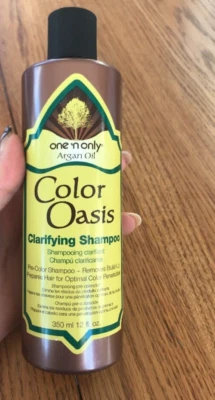 one 'n only
Argan Oil
Color
Oasis
Clarifying Shampoo
Shampooing clarifiant
Champú clarificante
Pre-Color Shampoo – Removes Build-Up
Prepares Hair for Optimal Color Penetration
350 ml 12 fl. oz